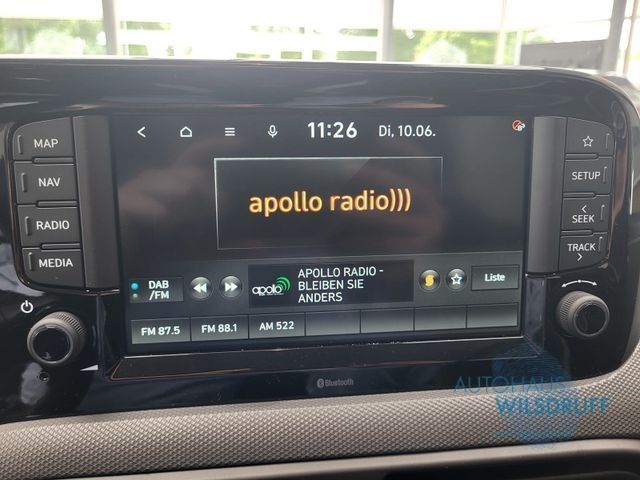 11:26 Di, 10.06.
MAP
NAV
RADIO
MEDIA
SETUP
SEEK
TRACK
apollo radio)))
DAB
/FM
apolo
APOLLO RADIO -
BLEIBEN SIE
ANDERS
Liste
FM 87.5 FM 88.1 AM 522
Bluetooth
AUTOHAUS
WILSDRUFF